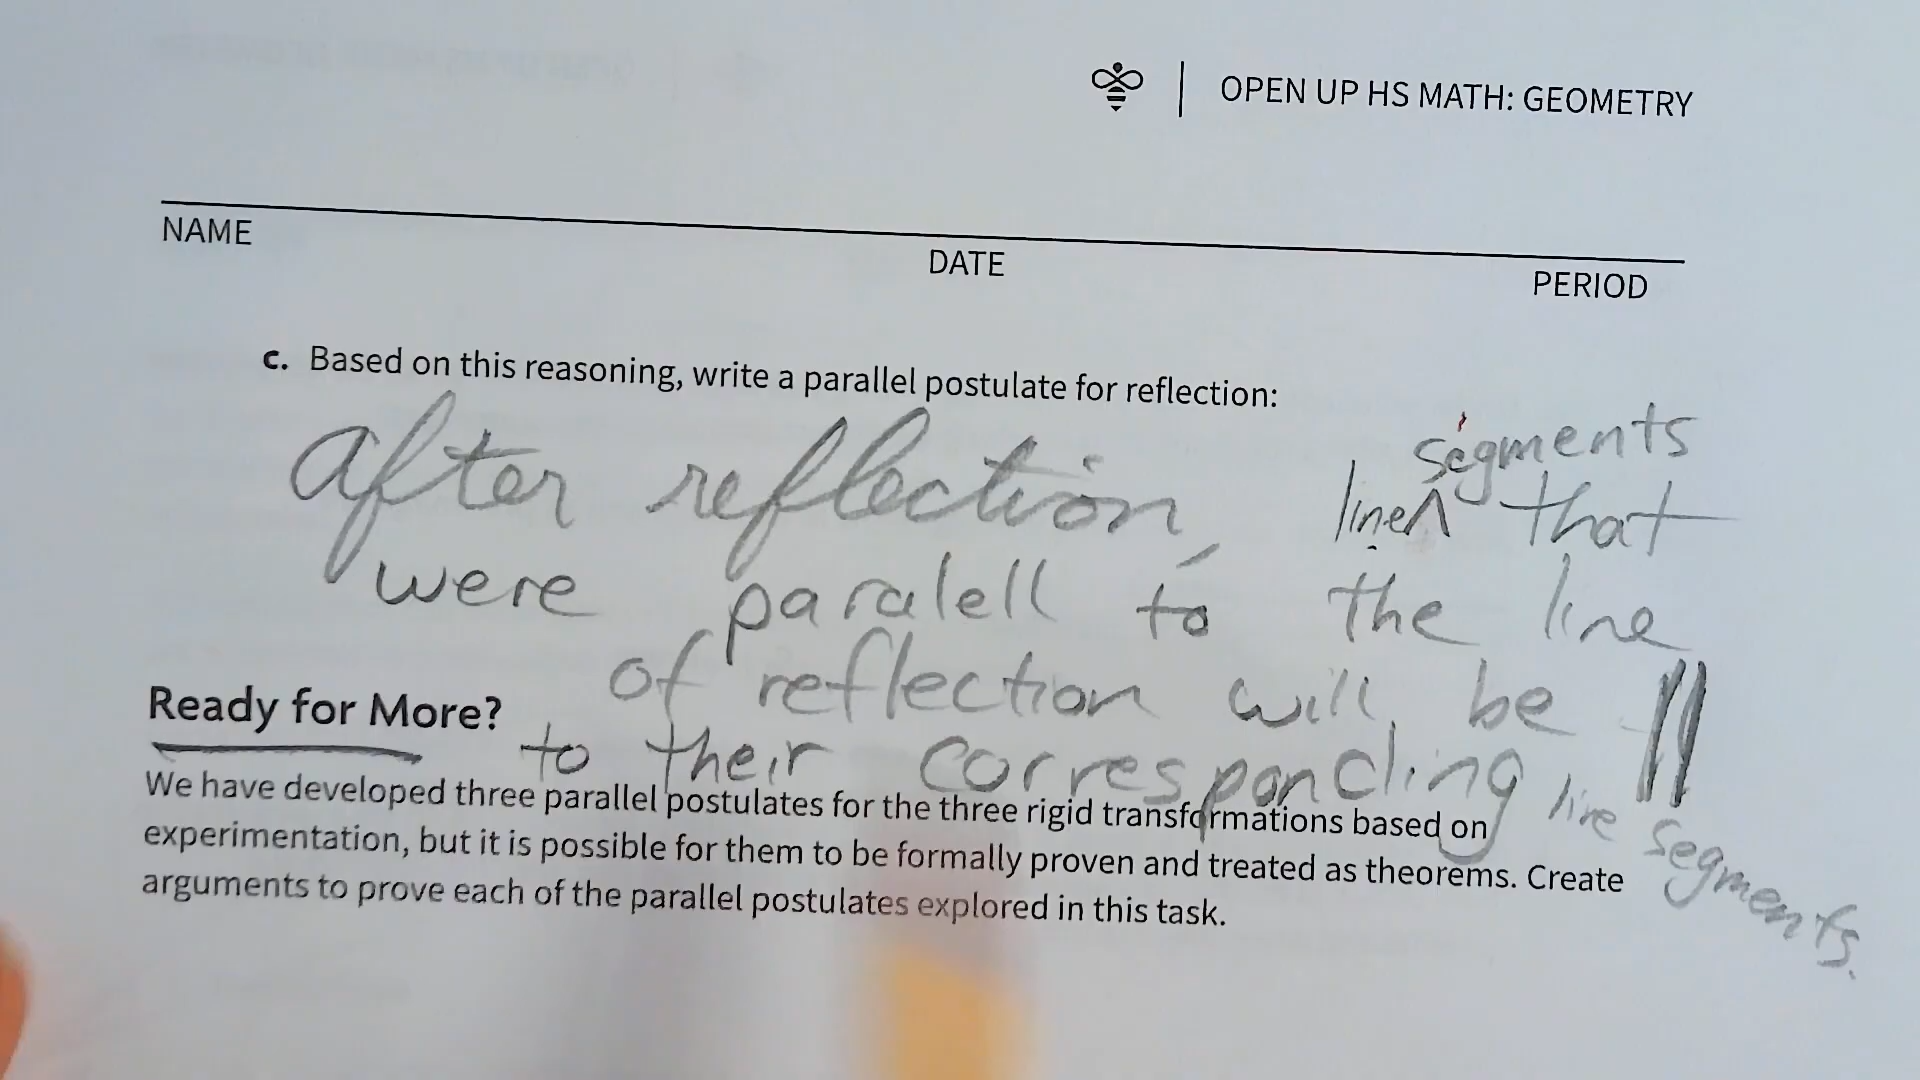 OPEN UP HS MATH: GEOMETRY
NAME
DATE
PERIOD
c. Based on this reasoning, write a parallel postulate for reflection:
segments
after reflection, line^ that
were paralell to the line
of reflection will be ||
to their corresponding line segments.
Ready for More?
We have developed three parallel postulates for the three rigid transformations based on
experimentation, but it is possible for them to be formally proven and treated as theorems. Create
arguments to prove each of the parallel postulates explored in this task.